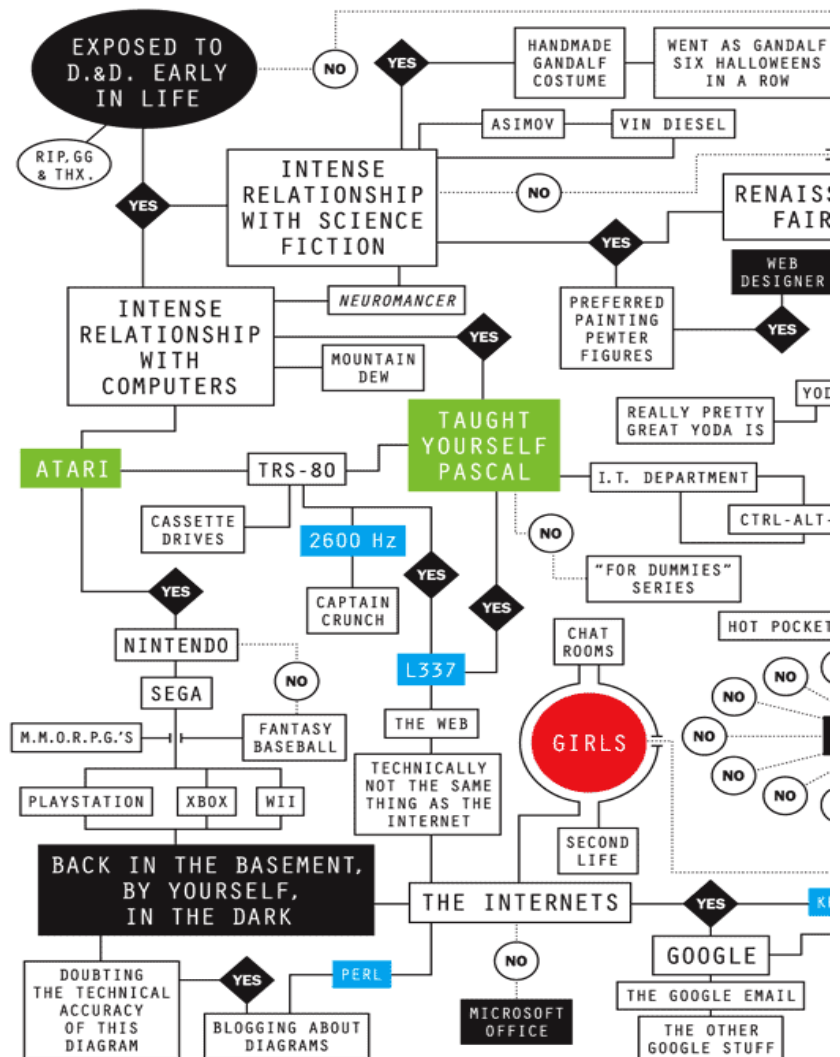 EXPOSED TO
D.&D. EARLY
IN LIFE
NO
YES
HANDMADE
GANDALF
COSTUME
WENT AS GANDALF
SIX HALLOWEENS
IN A ROW
ASIMOV
VIN DIESEL
RIP, GG
& THX.
YES
INTENSE
RELATIONSHIP
WITH SCIENCE
FICTION
NO
RENAISS
FAIR
YES
WEB
DESIGNER
NEUROMANCER
PREFERRED
PAINTING
PEWTER
FIGURES
YES
INTENSE
RELATIONSHIP
WITH
COMPUTERS
YES
MOUNTAIN
DEW
YOD
REALLY PRETTY
GREAT YODA IS
TAUGHT
YOURSELF
PASCAL
ATARI
TRS-80
I.T. DEPARTMENT
CTRL-ALT-
CASSETTE
DRIVES
2600 Hz
NO
YES
"FOR DUMMIES"
SERIES
YES
CAPTAIN
CRUNCH
YES
NINTENDO
NO
CHAT
ROOMS
HOT POCKET
L337
SEGA
NO
NO
NO
NO
NO
THE WEB
GIRLS
M.M.O.R.P.G.'S
FANTASY
BASEBALL
TECHNICALLY
NOT THE SAME
THING AS THE
INTERNET
PLAYSTATION
XBOX
WII
SECOND
LIFE
BACK IN THE BASEMENT,
BY YOURSELF,
IN THE DARK
THE INTERNETS
YES
GOOGLE
NO
PERL
DOUBTING
THE TECHNICAL
ACCURACY
OF THIS
DIAGRAM
YES
BLOGGING ABOUT
DIAGRAMS
MICROSOFT
OFFICE
THE GOOGLE EMAIL
THE OTHER
GOOGLE STUFF